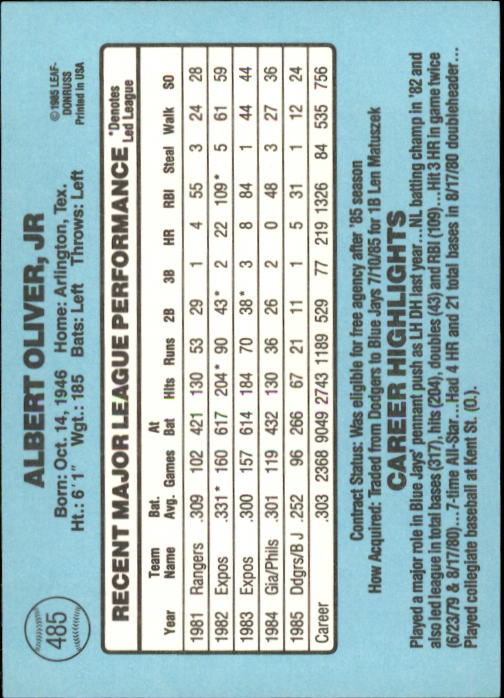 485
ALBERT OLIVER, JR
©1985 LEAF-
DONRUSS
Printed in USA
Born: Oct. 14, 1946 Home: Arlington, Tex.
Ht.: 6'1" Wgt.: 185 Bats: Left Throws: Left
RECENT MAJOR LEAGUE PERFORMANCE *Denotes Led League
Year Team Name Bat. Avg. Games At Bat Hits Runs 2B 3B HR RBI Steal Walk SO
1981 Rangers .309 102 421 130 53 29 1 4 55 3 24 28
1982 Expos .331* 160 617 204* 90 43* 2 22 109* 5 61 59
1983 Expos .300 157 614 184 70 38* 3 8 84 1 44 44
1984 Gia/Phils .301 119 432 130 36 26 2 0 48 3 27 36
1985 Ddgrs/B J .252 96 266 67 21 11 1 5 31 1 12 24
Career .303 2368 9049 2743 1189 529 77 219 1326 84 535 756
Contract Status: Was eligible for free agency after '85 season
How Acquired: Traded from Dodgers to Blue Jays 7/10/85 for 1B Len Matuszek
CAREER HIGHLIGHTS
Played a major role in Blue Jays' pennant push as LH DH last year...NL batting champ in '82 and
also led league in total bases (317), hits (204), doubles (43) and RBI (109)...Hit 3 HR in game twice
(6/23/79 & 8/17/80)...7-time All-Star...Had 4 HR and 21 total bases in 8/17/80 doubleheader...
Played collegiate baseball at Kent St. (O.).